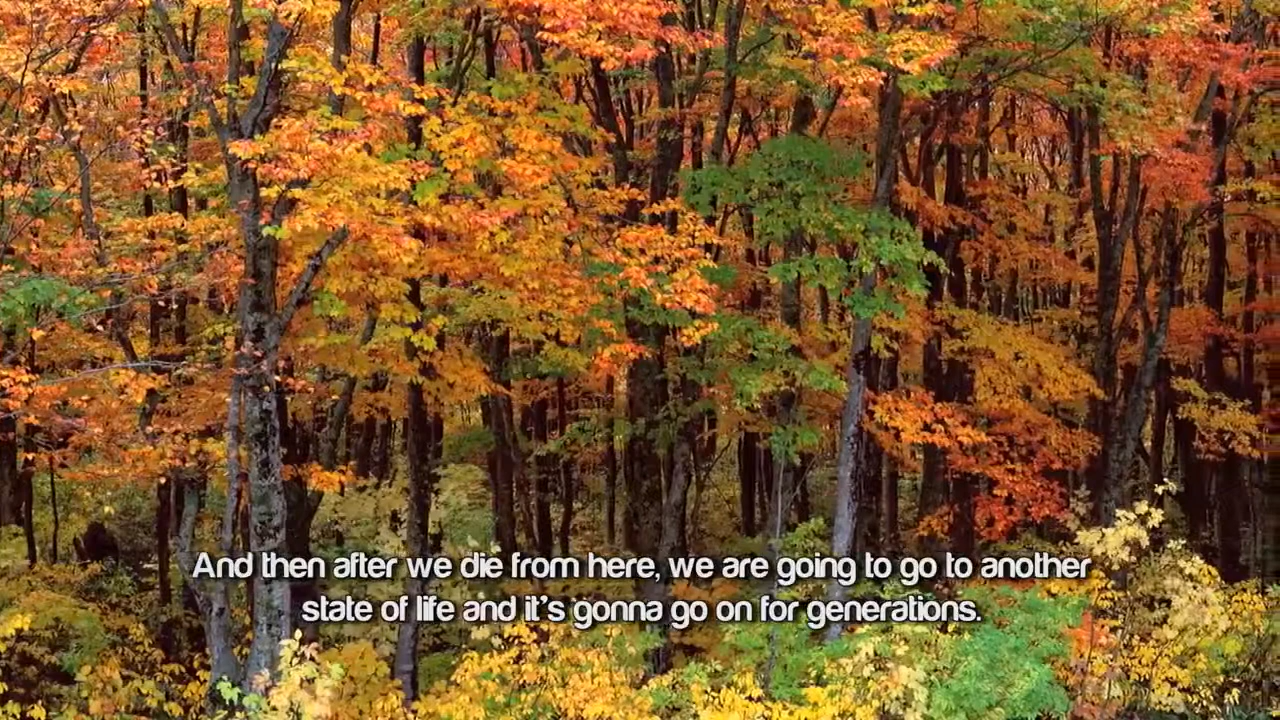 And then after we die from here, we are going to go to another
state of life and it's gonna go on for generations.